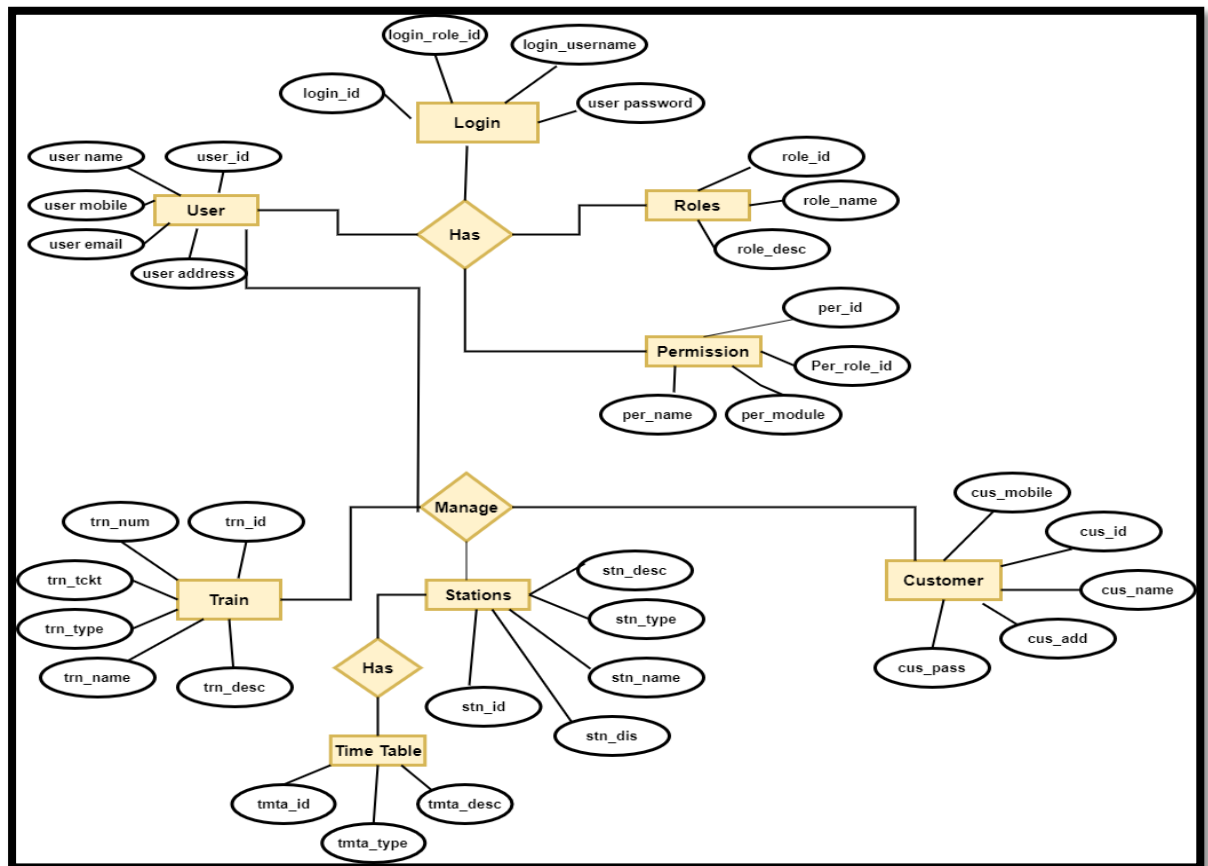 login_role_id
login_username
login_id
user password
Login
user name
user_id
role_id
user mobile
User
Roles
role_name
user email
Has
role_desc
user address
per_id
Permission
Per_role_id
per_name
per_module
cus_mobile
Manage
trn_num
trn_id
cus_id
stn_desc
trn_tckt
Customer
Train
Stations
cus_name
stn_type
trn_type
cus_add
Has
cus_pass
trn_name
trn_desc
stn_name
stn_id
stn_dis
Time Table
tmta_id
tmta_desc
tmta_type